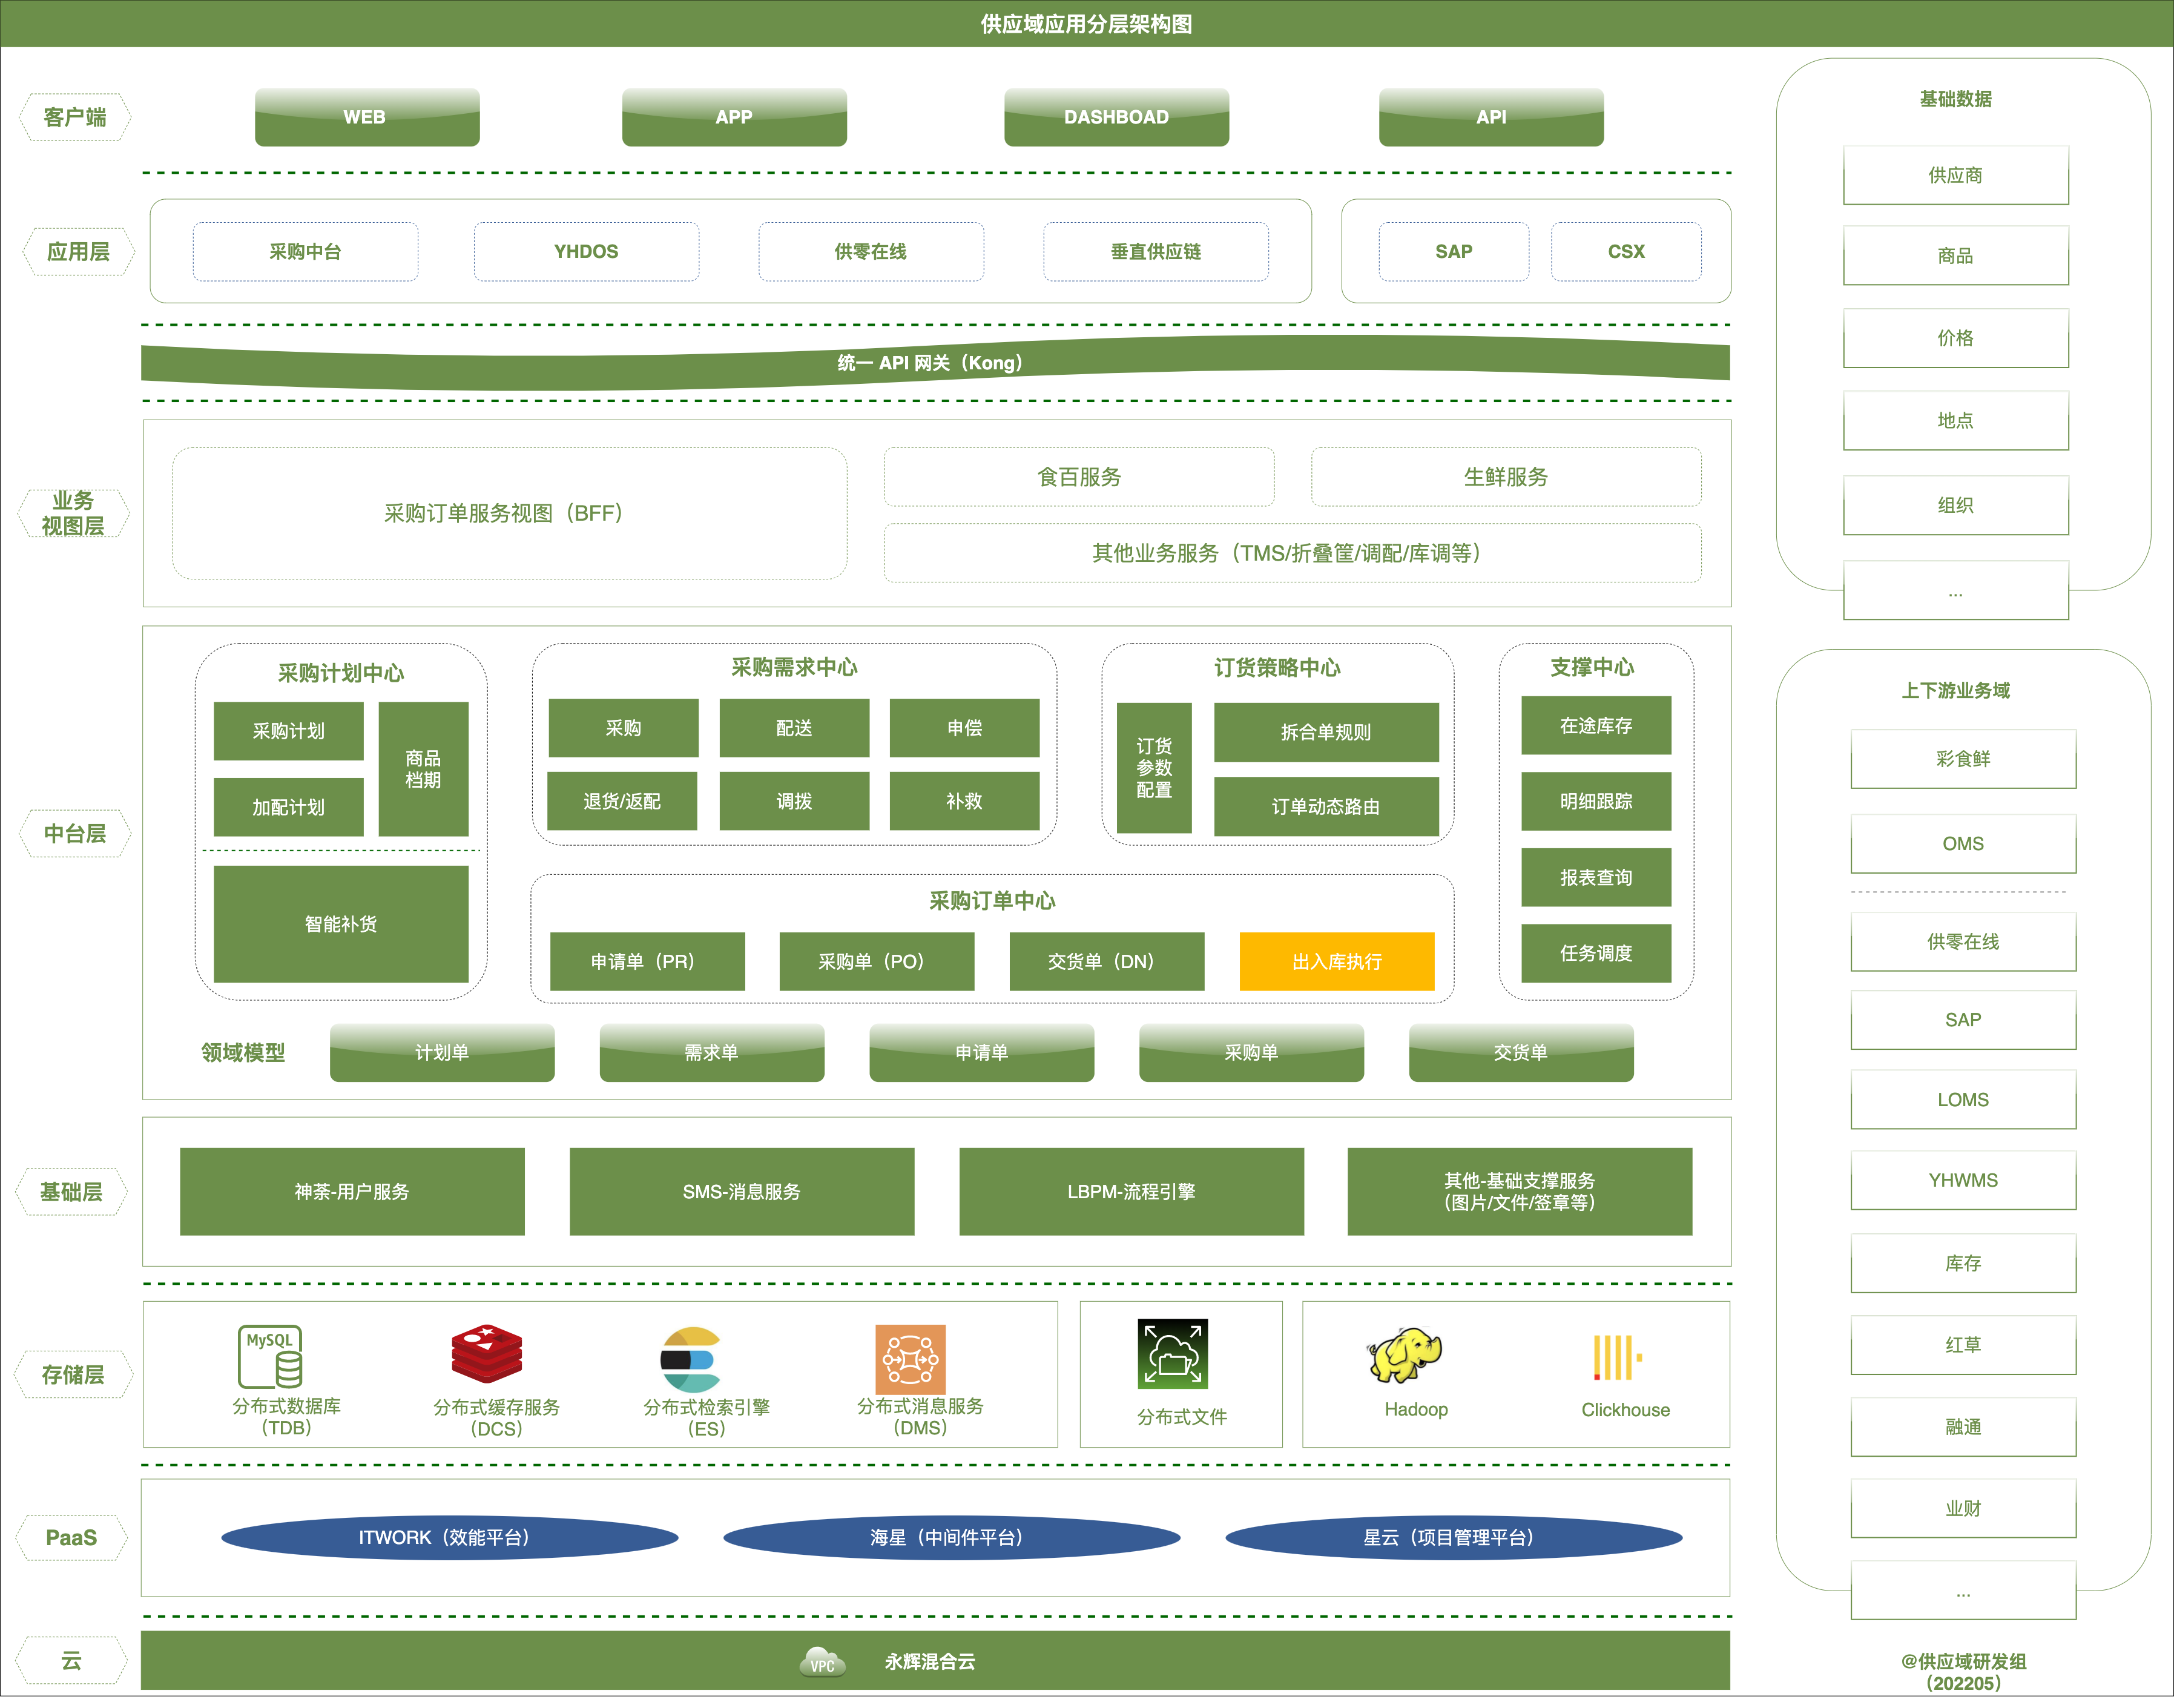 供应域应用分层架构图
客户端
WEB
APP
DASHBOAD
API
应用层
采购中台
YHDOS
供零在线
垂直供应链
SAP
CSX
统一 API 网关（Kong）
业务
视图层
采购订单服务视图（BFF）
食百服务
生鲜服务
其他业务服务（TMS/折叠筐/调配/库调等）
中台层
采购计划中心
采购计划
加配计划
商品
档期
智能补货
采购需求中心
采购
配送
申偿
退货/返配
调拨
补救
订货策略中心
订货
参数
配置
拆合单规则
订单动态路由
支撑中心
在途库存
明细跟踪
报表查询
任务调度
采购订单中心
申请单（PR）
采购单（PO）
交货单（DN）
出入库执行
领域模型
计划单
需求单
申请单
采购单
交货单
基础层
神荼-用户服务
SMS-消息服务
LBPM-流程引擎
其他-基础支撑服务
（图片/文件/签章等）
存储层
MySQL
分布式数据库
（TDB）
分布式缓存服务
（DCS）
分布式检索引擎
（ES）
分布式消息服务
（DMS）
分布式文件
Hadoop
Clickhouse
PaaS
ITWORK（效能平台）
海星（中间件平台）
星云（项目管理平台）
云
VPC
永辉混合云
基础数据
供应商
商品
价格
地点
组织
...
上下游业务域
彩食鲜
OMS
供零在线
SAP
LOMS
YHWMS
库存
红草
融通
业财
...
@供应域研发组
（202205）